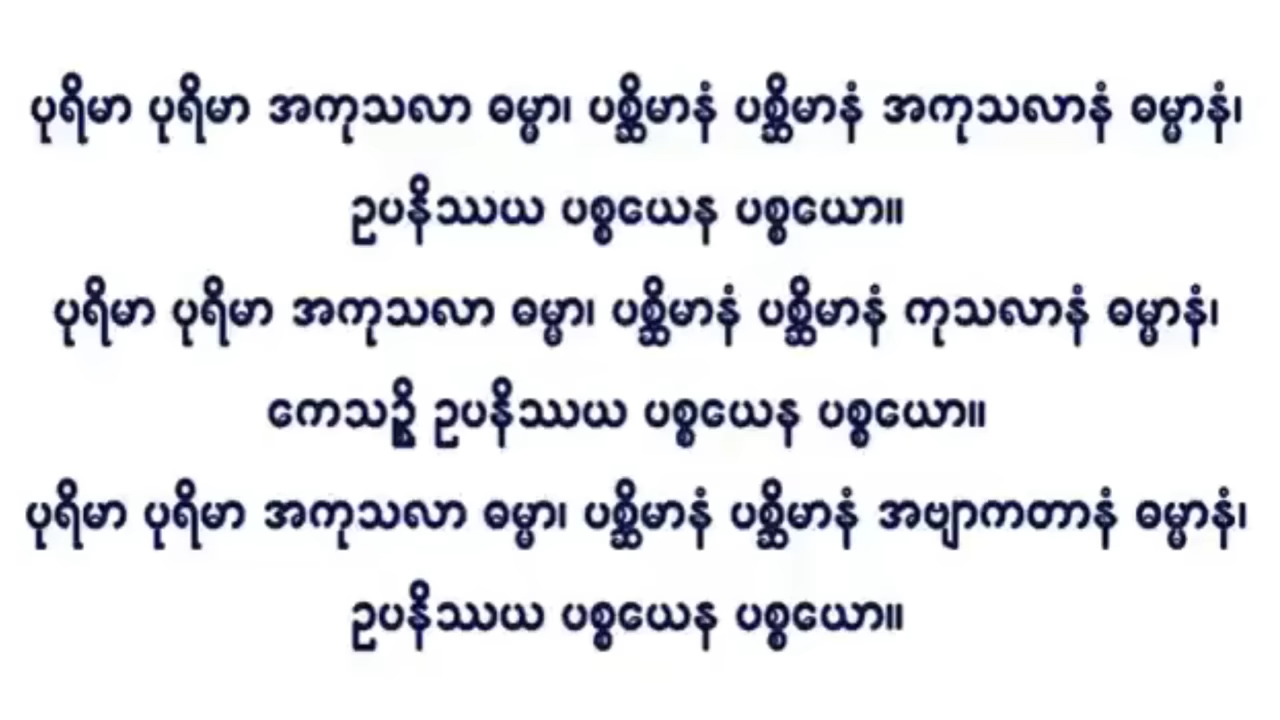 ပုရိမာ ပုရိမာ အကုသလာ ဓမ္မာ၊ ပစ္ဆိမာနံ ပစ္ဆိမာနံ အကုသလာနံ ဓမ္မာနံ၊
ဥပနိဿယ ပစ္စယေန ပစ္စယော။
ပုရိမာ ပုရိမာ အကုသလာ ဓမ္မာ၊ ပစ္ဆိမာနံ ပစ္ဆိမာနံ ကုသလာနံ ဓမ္မာနံ၊
ကေသဉ္စိ ဥပနိဿယ ပစ္စယေန ပစ္စယော။
ပုရိမာ ပုရိမာ အကုသလာ ဓမ္မာ၊ ပစ္ဆိမာနံ ပစ္ဆိမာနံ အဗျာကတာနံ ဓမ္မာနံ၊
ဥပနိဿယ ပစ္စယေန ပစ္စယော။